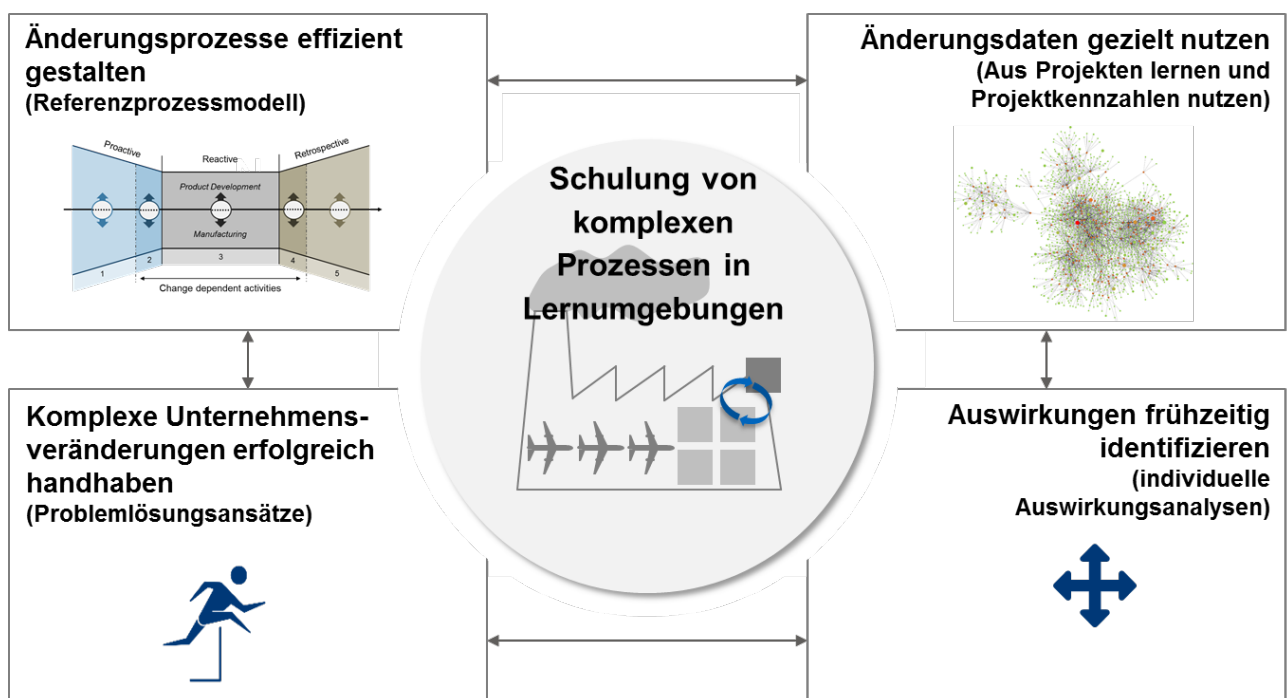 Änderungsprozesse effizient
gestalten
(Referenzprozessmodell)
Proactive
Reactive
Retrospective
Product Development
Manufacturing
1
2
3
4
5
Change dependent activities
Änderungsdaten gezielt nutzen
(Aus Projekten lernen und
Projektkennzahlen nutzen)
Schulung von
komplexen
Prozessen in
Lernumgebungen
Komplexe Unternehmens-
veränderungen erfolgreich
handhaben
(Problemlösungsansätze)
Auswirkungen frühzeitig
identifizieren
(individuelle
Auswirkungsanalysen)